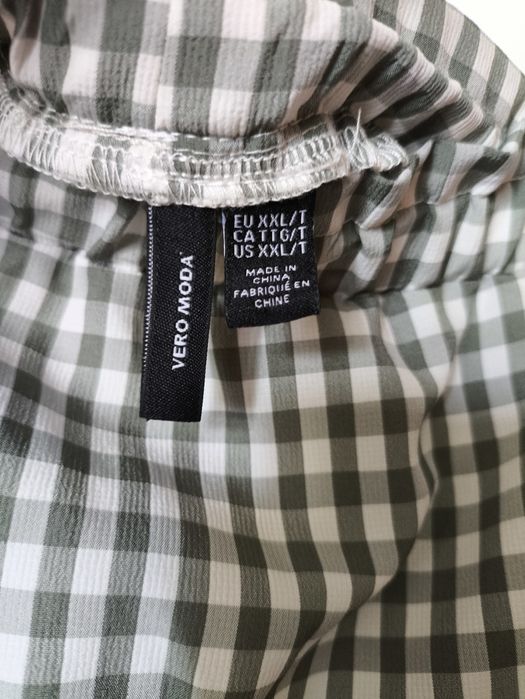 VERO MODA
EU XXL/T
CA TTG/T
US XXL/T
MADE IN
CHINA
FABRIQUÉ EN
CHINE